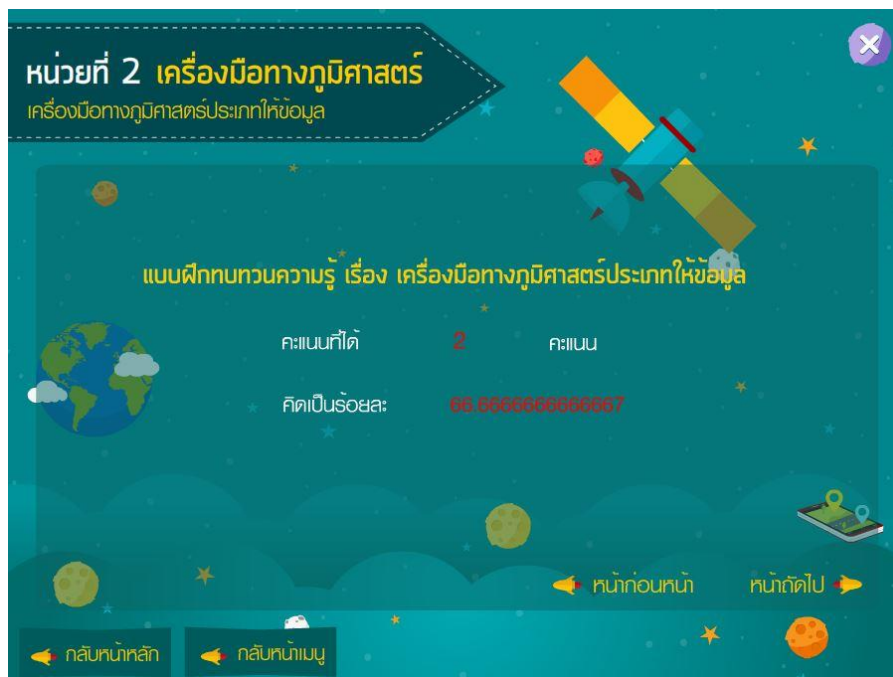 หน่วยที่ 2 เครื่องมือทางภูมิศาสตร์
เครื่องมือทางภูมิศาสตร์ประเภทให้ข้อมูล
แบบฝึกทบทวนความรู้ เรื่อง เครื่องมือทางภูมิศาสตร์ประเภทให้ข้อมูล
คะแนนที่ได้ 2 คะแนน
คิดเป็นร้อยละ 66.6666666666667
หน้าก่อนหน้า หน้าถัดไป
กลับหน้าหลัก กลับหน้าเมนู